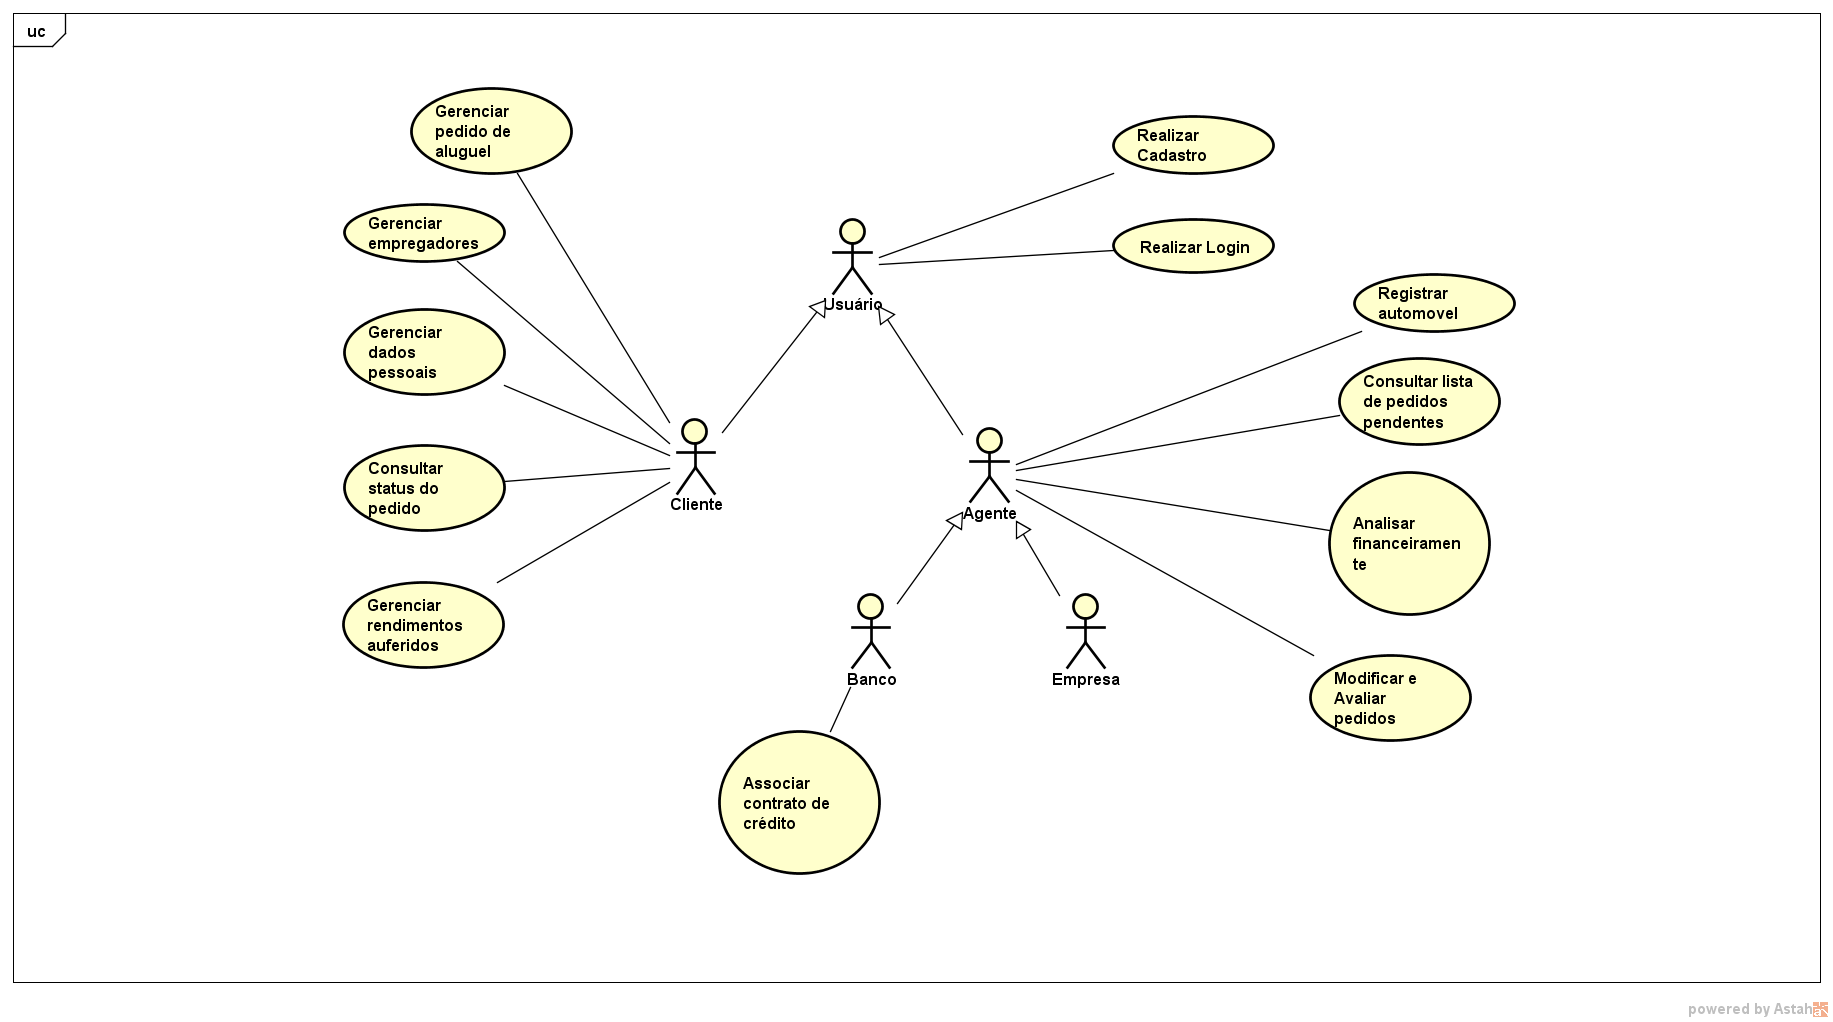 uc
Gerenciar
pedido de
aluguel
Gerenciar
empregadores
Gerenciar
dados
pessoais
Consultar
status do
pedido
Gerenciar
rendimentos
auferidos
Cliente
Usuário
Realizar
Cadastro
Realizar Login
Registrar
automovel
Consultar lista
de pedidos
pendentes
Agente
Analisar
financeiramen
te
Modificar e
Avaliar
pedidos
Banco
Empresa
Associar
contrato de
crédito
powered by Astah